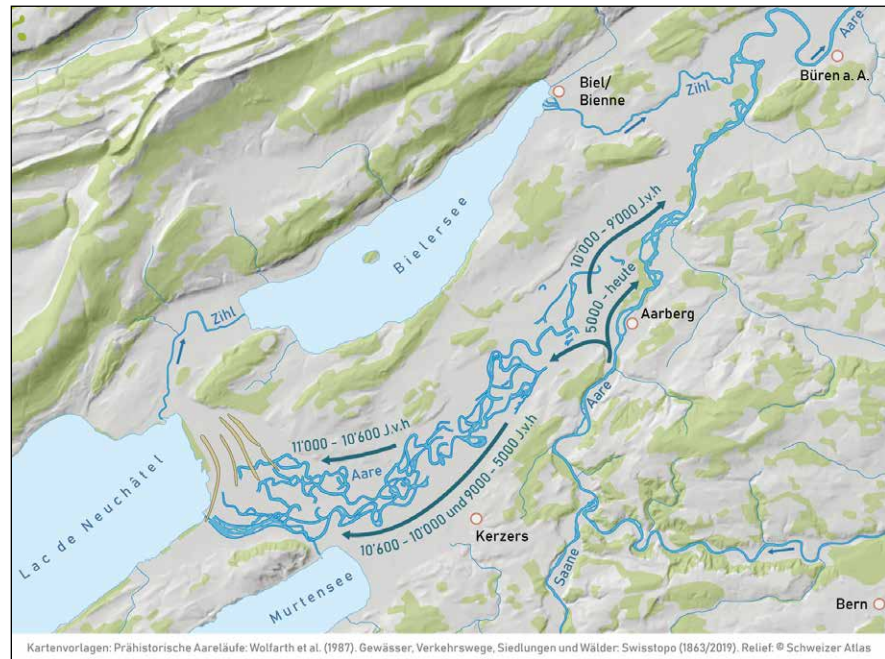 Aare
Büren a. A.
Biel/
Bienne
Zihl
Bielersee
10'000 - 9'000 J.v.h
5000 - heute
Aarberg
Zihl
Aare
11'000 - 10'600 J.v.h
Aare
10'600 - 10'000 und 9000 - 5000 J.v.h
Lac de Neuchâtel
Kerzers
Murtensee
Saane
Bern
Kartenvorlagen: Prähistorische Aareläufe: Wolfarth et al. (1987). Gewässer, Verkehrswege, Siedlungen und Wälder: Swisstopo (1863/2019). Relief: © Schweizer Atlas